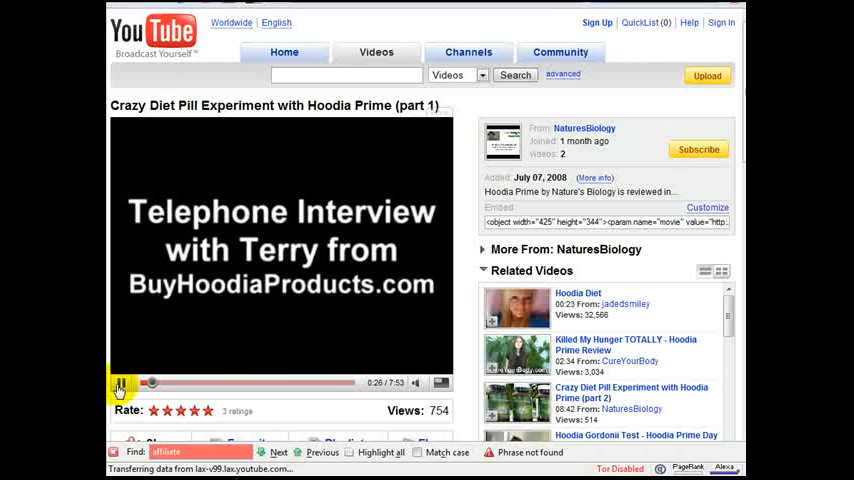 You Tube
Broadcast Yourself™
Worldwide English
Sign Up QuickList (0) Help Sign In
Home Videos Channels Community
Videos Search advanced Upload
Crazy Diet Pill Experiment with Hoodia Prime (part 1)
Telephone Interview
with Terry from
BuyHoodiaProducts.com
0:26 / 7:53
Rate: 3 ratings Views: 754
From: NaturesBiology
Joined: 1 month ago
Videos: 2
Subscribe
Added: July 07, 2008 (More info)
Hoodia Prime by Nature's Biology is reviewed in...
Embed Customize
<object width="425" height="344"><param name="movie" value="http:
More From: NaturesBiology
Related Videos
Hoodia Diet
00:23 From: jadedsmiley
Views: 32,566
Killed My Hunger TOTALLY - Hoodia
Prime Review
02:34 From: CureYourBody
Views: 3,034
Crazy Diet Pill Experiment with Hoodia
Prime (part 2)
08:42 From: NaturesBiology
Views: 514
Hoodia Gordonii Test - Hoodia Prime Day
Find: affiliate Next Previous Highlight all Match case Phrase not found
Transferring data from lax-v99.lax.youtube.com... Tor Disabled PageRank Alexa